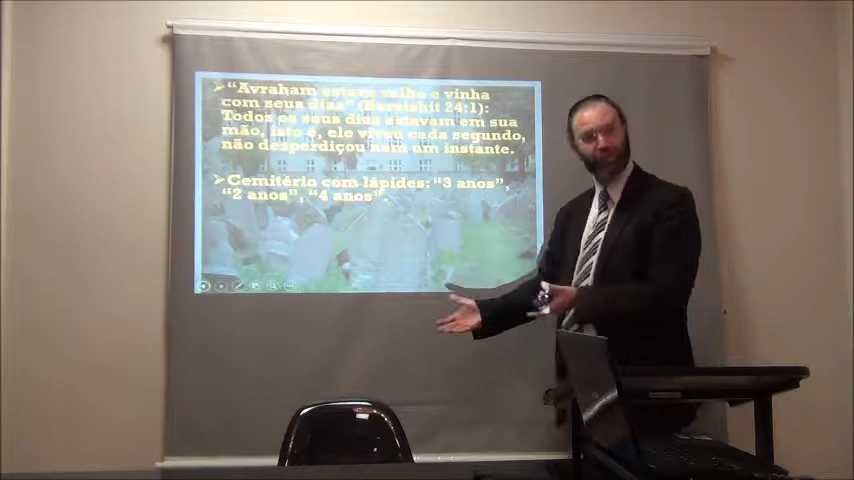 “Avraham estava velho e vinha
com seus dias” (Bereishit 24:1):
Todos os seus dias estavam em sua
mão, isto é, ele viveu cada segundo,
não desperdiçou nem um instante.
Cemitério com lápides: “3 anos”,
“2 anos”, “4 anos”.